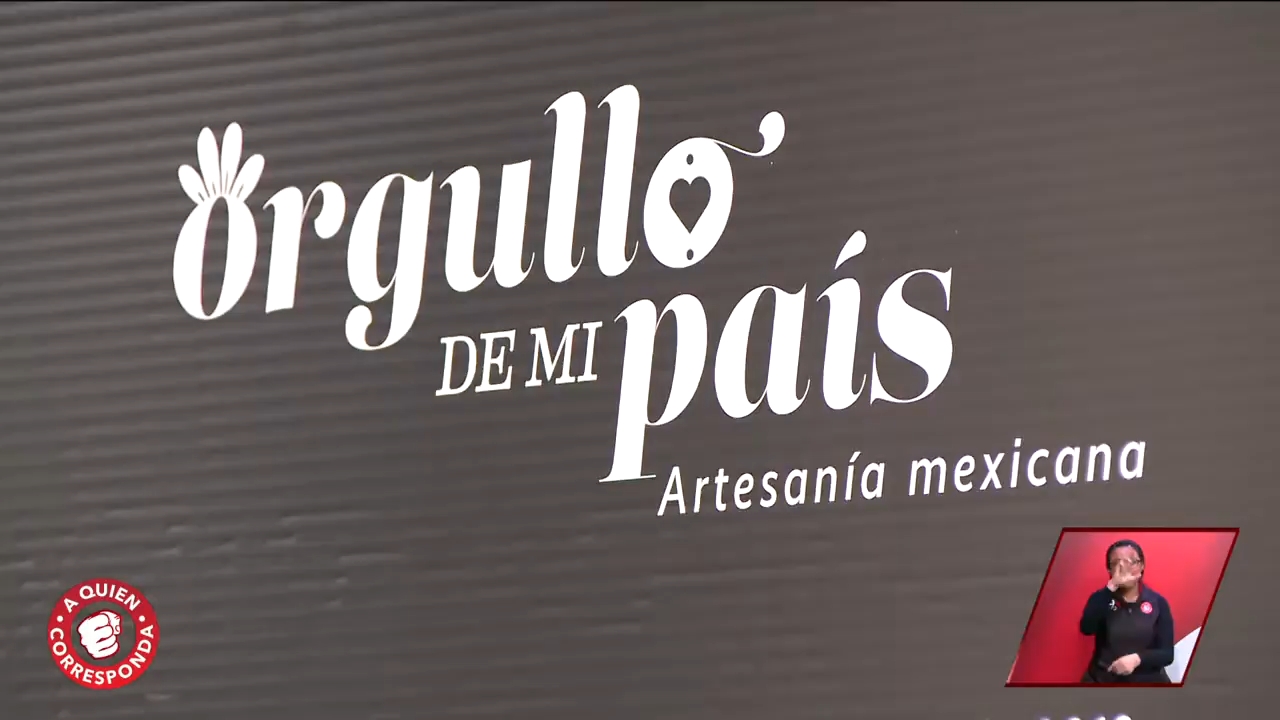 Orgullo
DE MI país
Artesanía mexicana
A QUIEN
CORRESPONDA